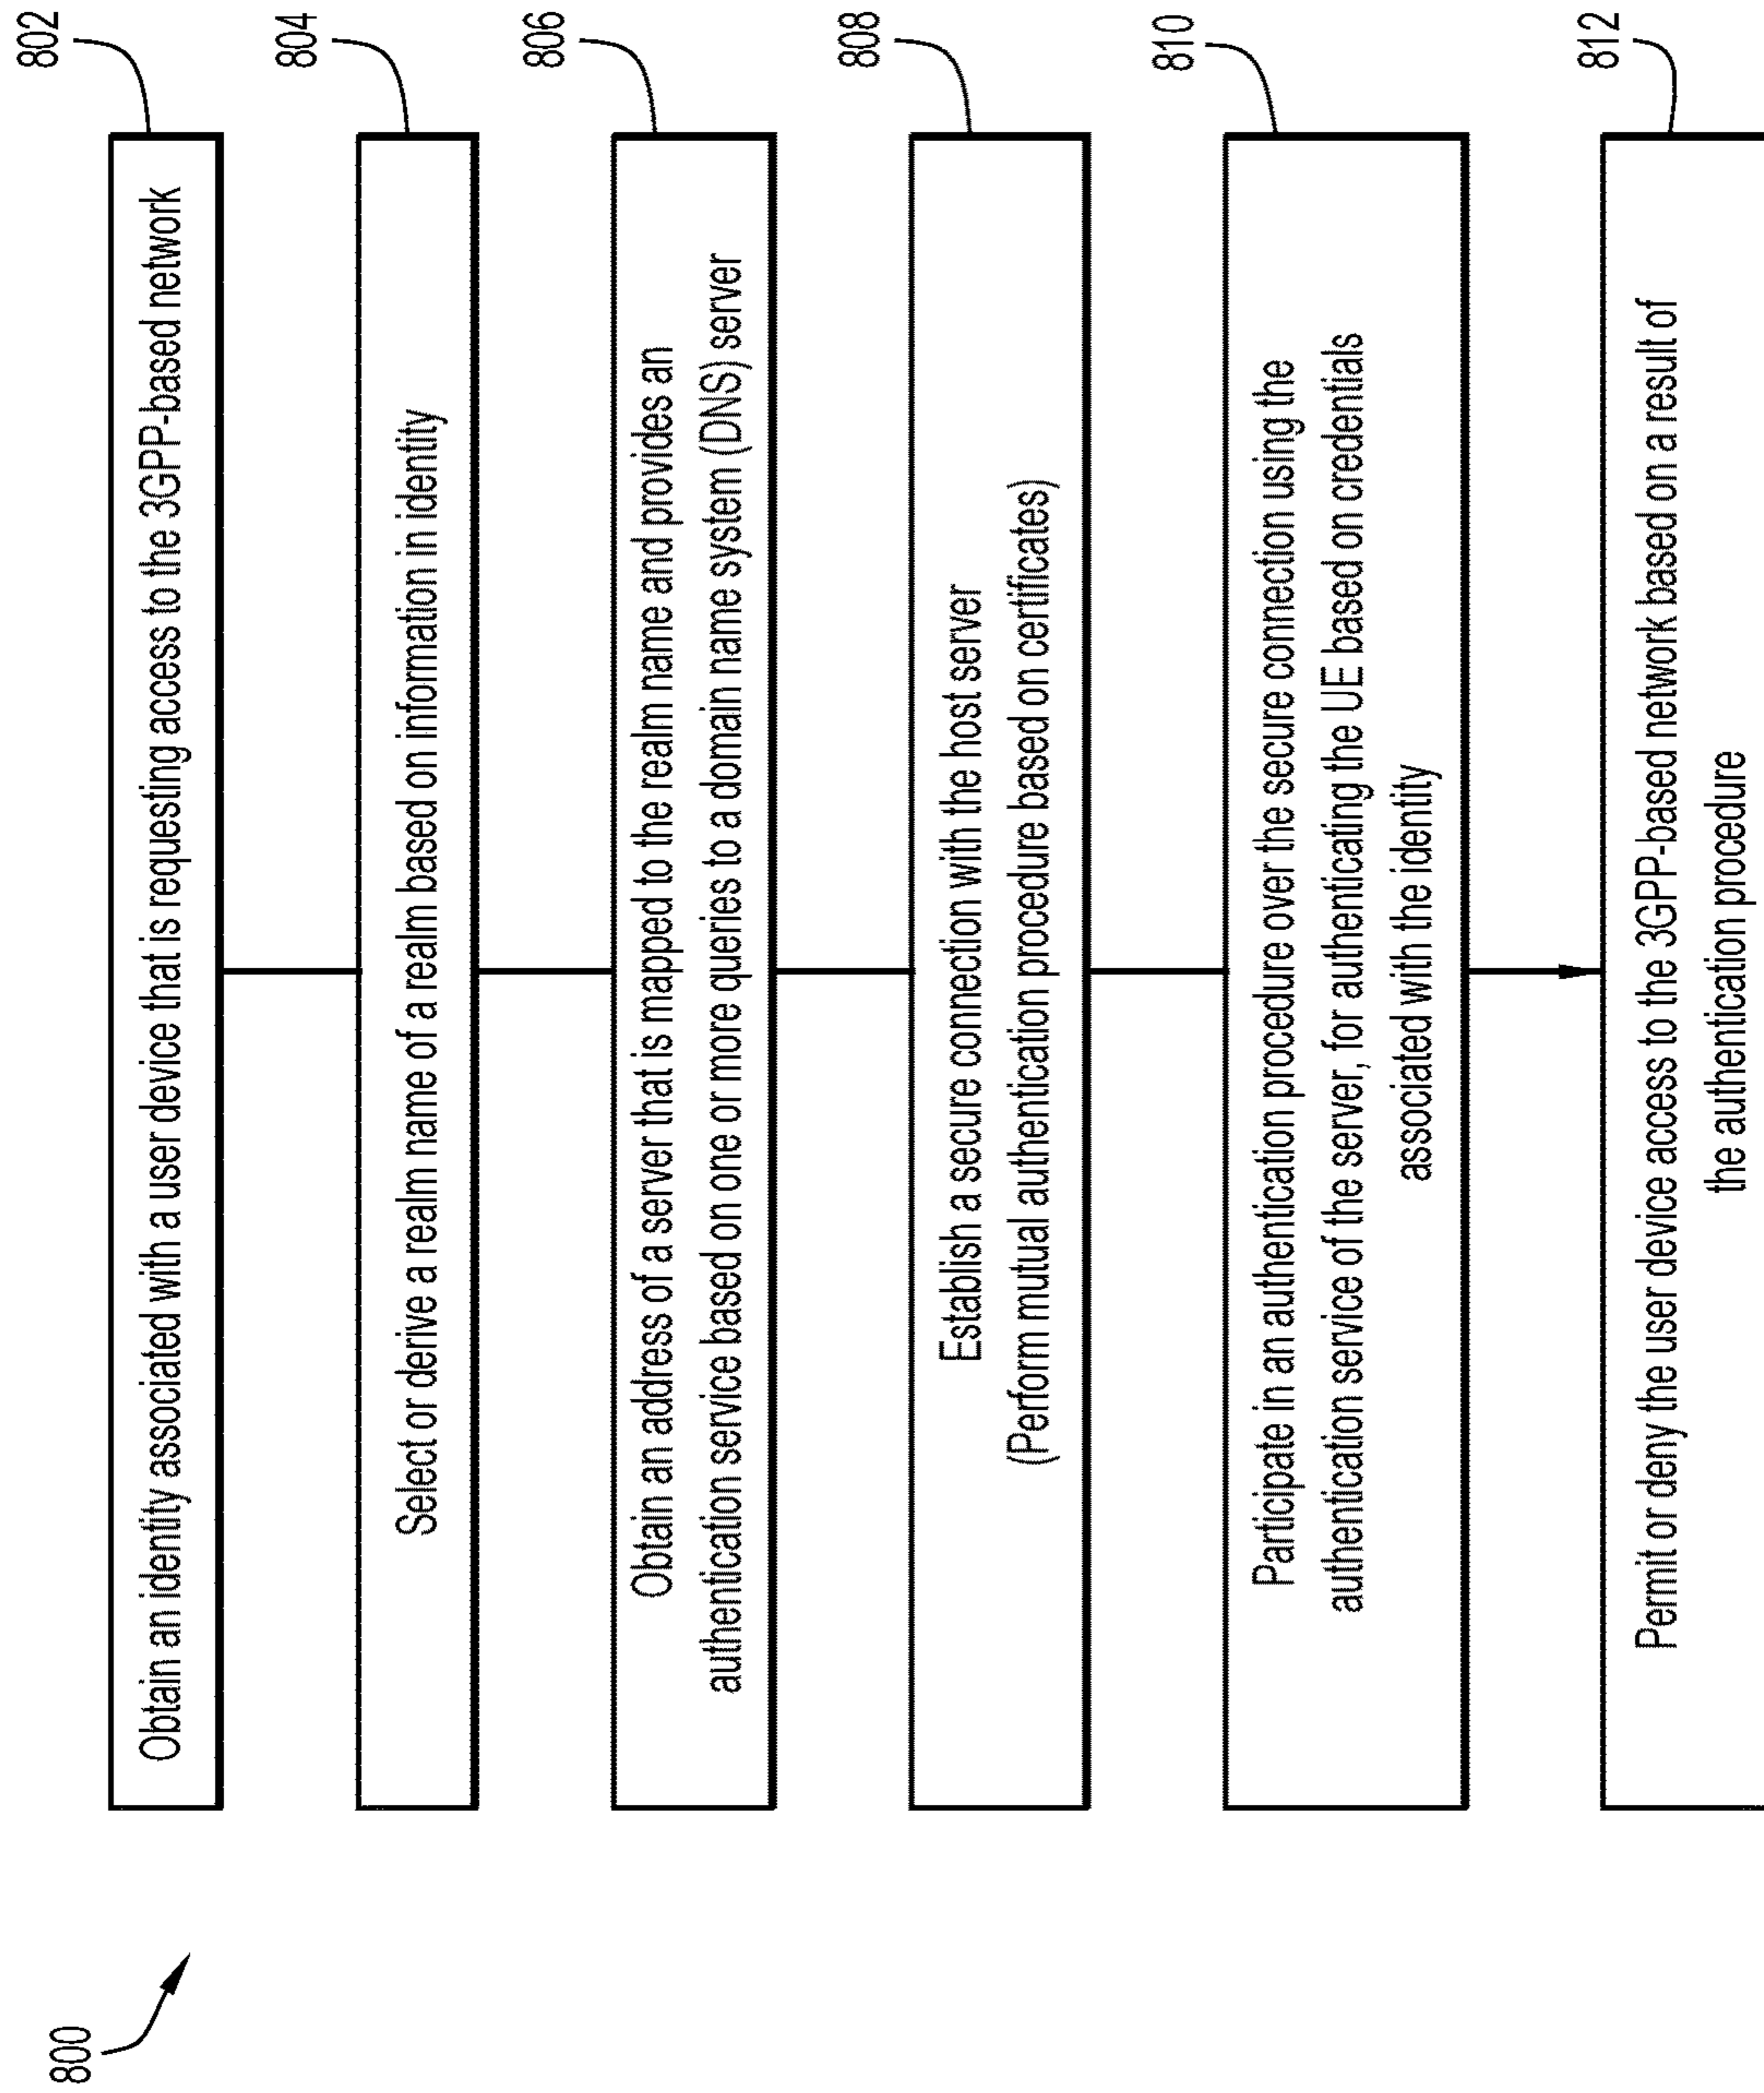 800
802
Obtain an identity associated with a user device that is requesting access to the 3GPP-based network
804
Select or derive a realm name of a realm based on information in identity
806
Obtain an address of a server that is mapped to the realm name and provides an
authentication service based on one or more queries to a domain name system (DNS) server
808
Establish a secure connection with the host server
(Perform mutual authentication procedure based on certificates)
810
Participate in an authentication procedure over the secure connection using the
authentication service of the server, for authenticating the UE based on credentials
associated with the identity
812
Permit or deny the user device access to the 3GPP-based network based on a result of
the authentication procedure